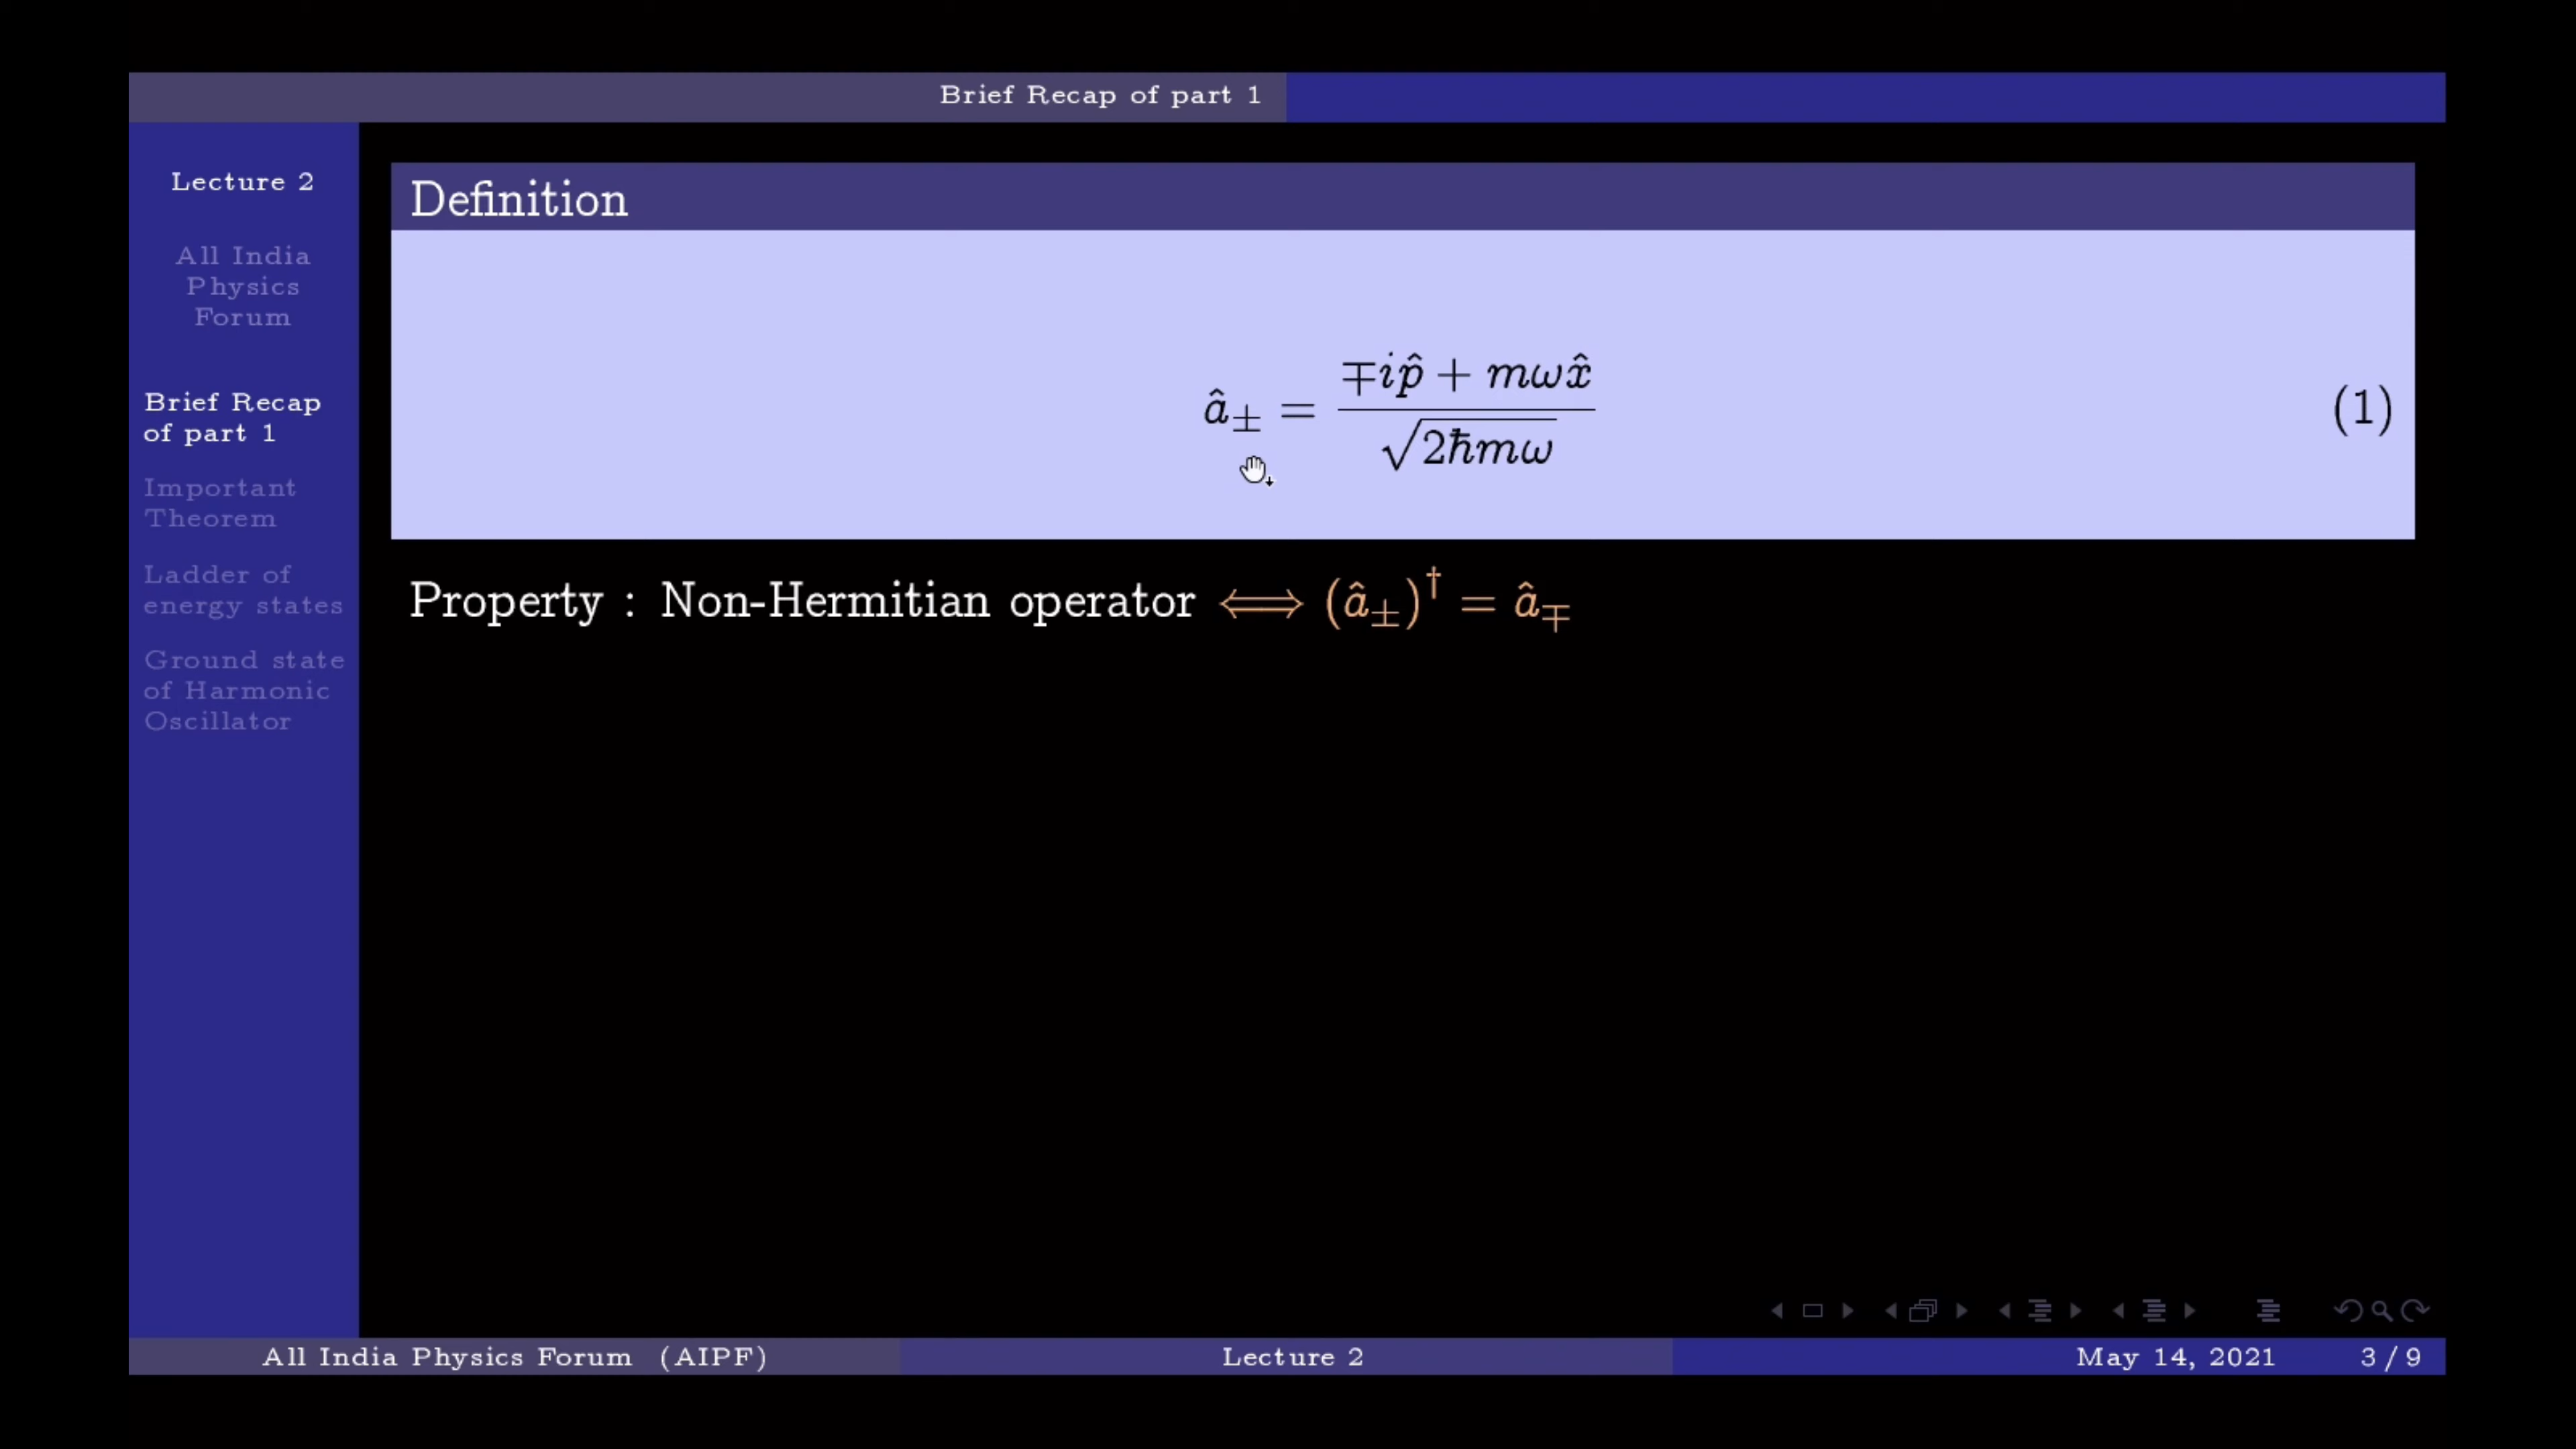 Brief Recap of part 1
Lecture 2
All India
Physics
Forum
Brief Recap
of part 1
Important
Theorem
Ladder of
energy states
Ground state
of Harmonic
Oscillator
Definition
â± = (∓ip̂ + mωx̂) / √(2ħmω) (1)
Property : Non-Hermitian operator ⟺ (â±)† = â∓
All India Physics Forum (AIPF) Lecture 2 May 14, 2021 3 / 9